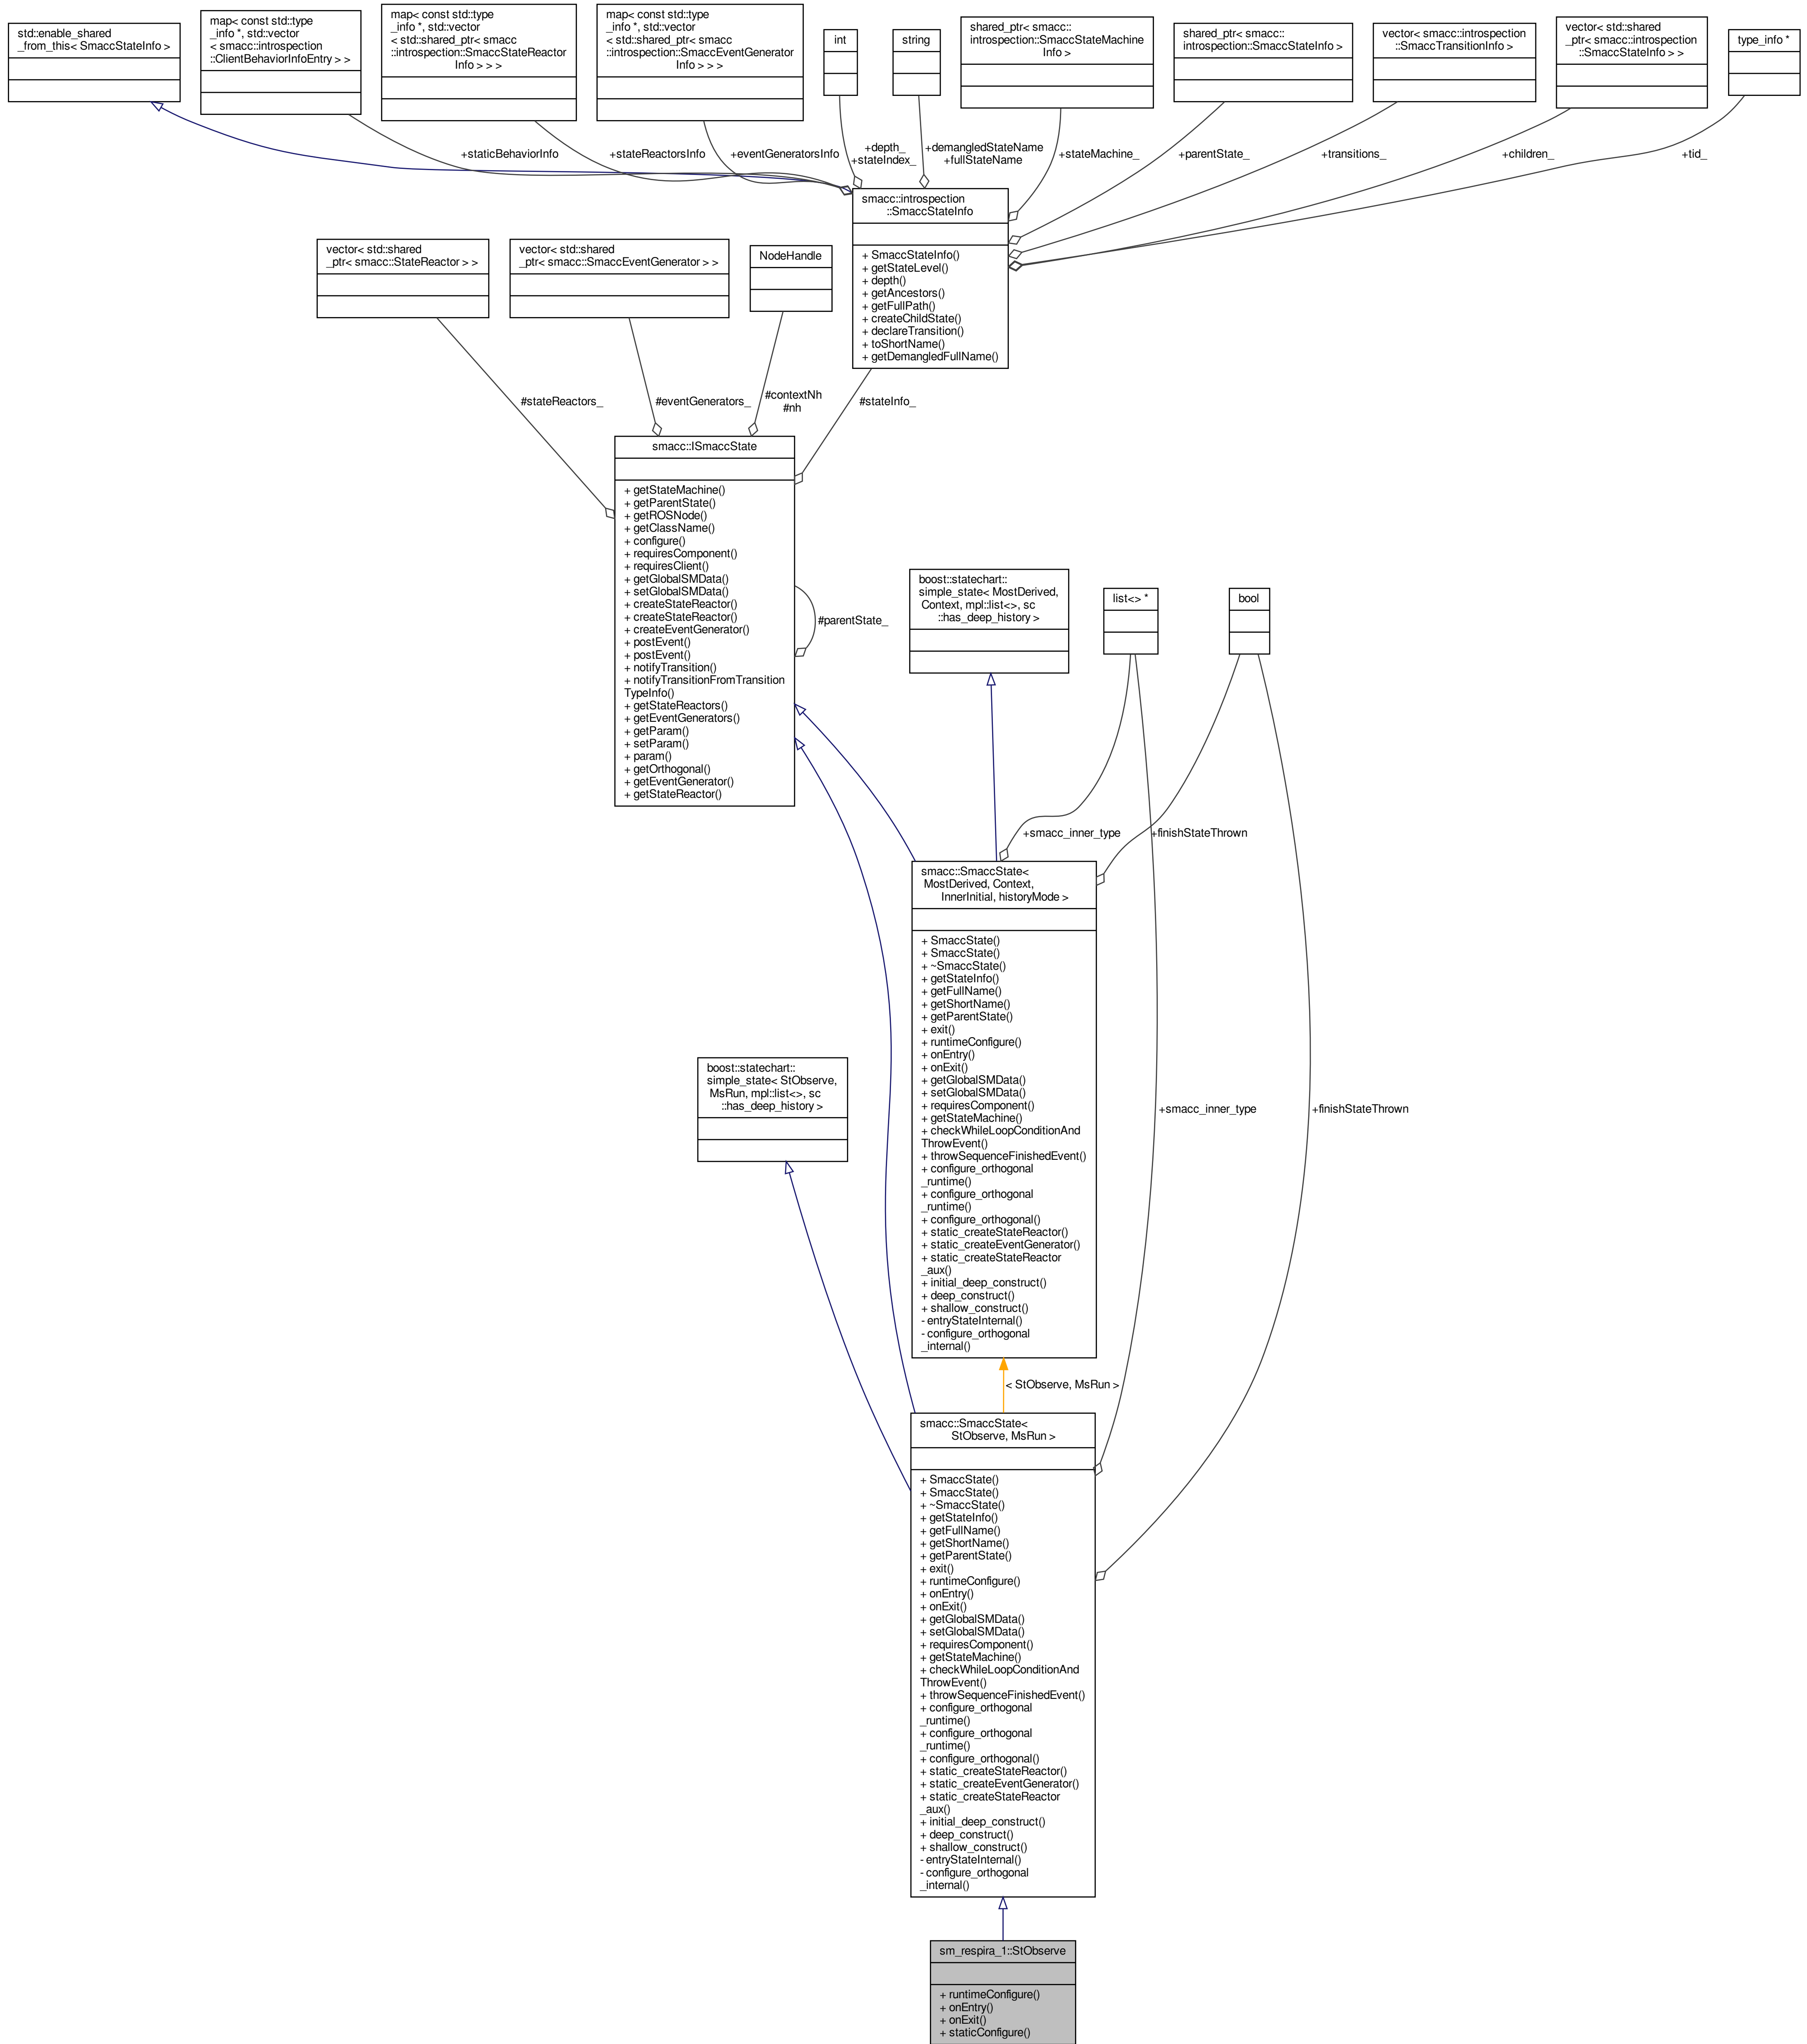 std::enable_shared
_from_this< SmaccStateInfo >
map< const std::type
_info *, std::vector
< smacc::introspection
::ClientBehaviorInfoEntry > >
map< const std::type
_info *, std::vector
< std::shared_ptr< smacc
::introspection::SmaccStateReactor
Info > > >
map< const std::type
_info *, std::vector
< std::shared_ptr< smacc
::introspection::SmaccEventGenerator
Info > > >
int
string
shared_ptr< smacc::
introspection::SmaccStateMachine
Info >
shared_ptr< smacc::
introspection::SmaccStateInfo >
vector< smacc::introspection
::SmaccTransitionInfo >
vector< std::shared
_ptr< smacc::introspection
::SmaccStateInfo > >
type_info *
+staticBehaviorInfo
+stateReactorsInfo
+eventGeneratorsInfo
+depth_
+stateIndex_
+demangledStateName
+fullStateName
+stateMachine_
+parentState_
+transitions_
+children_
+tid_
smacc::introspection
::SmaccStateInfo
+ SmaccStateInfo()
+ getStateLevel()
+ depth()
+ getAncestors()
+ getFullPath()
+ createChildState()
+ declareTransition()
+ toShortName()
+ getDemangledFullName()
vector< std::shared
_ptr< smacc::StateReactor > >
vector< std::shared
_ptr< smacc::SmaccEventGenerator > >
NodeHandle
#stateReactors_
#eventGenerators_
#contextNh
#nh
#stateInfo_
smacc::ISmaccState
+ getStateMachine()
+ getParentState()
+ getROSNode()
+ getClassName()
+ configure()
+ requiresComponent()
+ requiresClient()
+ getGlobalSMData()
+ setGlobalSMData()
+ createStateReactor()
+ createStateReactor()
+ createEventGenerator()
+ postEvent()
+ postEvent()
+ notifyTransition()
+ notifyTransitionFromTransition
TypeInfo()
+ getStateReactors()
+ getEventGenerators()
+ getParam()
+ setParam()
+ param()
+ getOrthogonal()
+ getEventGenerator()
+ getStateReactor()
#parentState_
boost::statechart::
simple_state< MostDerived,
Context, mpl::list<>, sc
::has_deep_history >
list<> *
bool
+smacc_inner_type
+finishStateThrown
smacc::SmaccState<
MostDerived, Context,
InnerInitial, historyMode >
+ SmaccState()
+ SmaccState()
+ ~SmaccState()
+ getStateInfo()
+ getFullName()
+ getShortName()
+ getParentState()
+ exit()
+ runtimeConfigure()
+ onEntry()
+ onExit()
+ getGlobalSMData()
+ setGlobalSMData()
+ requiresComponent()
+ getStateMachine()
+ checkWhileLoopConditionAnd
ThrowEvent()
+ throwSequenceFinishedEvent()
+ configure_orthogonal
_runtime()
+ configure_orthogonal
_runtime()
+ configure_orthogonal()
+ static_createStateReactor()
+ static_createEventGenerator()
+ static_createStateReactor
_aux()
+ initial_deep_construct()
+ deep_construct()
+ shallow_construct()
- entryStateInternal()
- configure_orthogonal
_internal()
boost::statechart::
simple_state< StObserve,
MsRun, mpl::list<>, sc
::has_deep_history >
+smacc_inner_type
+finishStateThrown
< StObserve, MsRun >
smacc::SmaccState<
StObserve, MsRun >
+ SmaccState()
+ SmaccState()
+ ~SmaccState()
+ getStateInfo()
+ getFullName()
+ getShortName()
+ getParentState()
+ exit()
+ runtimeConfigure()
+ onEntry()
+ onExit()
+ getGlobalSMData()
+ setGlobalSMData()
+ requiresComponent()
+ getStateMachine()
+ checkWhileLoopConditionAnd
ThrowEvent()
+ throwSequenceFinishedEvent()
+ configure_orthogonal
_runtime()
+ configure_orthogonal
_runtime()
+ configure_orthogonal()
+ static_createStateReactor()
+ static_createEventGenerator()
+ static_createStateReactor
_aux()
+ initial_deep_construct()
+ deep_construct()
+ shallow_construct()
- entryStateInternal()
- configure_orthogonal
_internal()
sm_respira_1::StObserve
+ runtimeConfigure()
+ onEntry()
+ onExit()
+ staticConfigure()